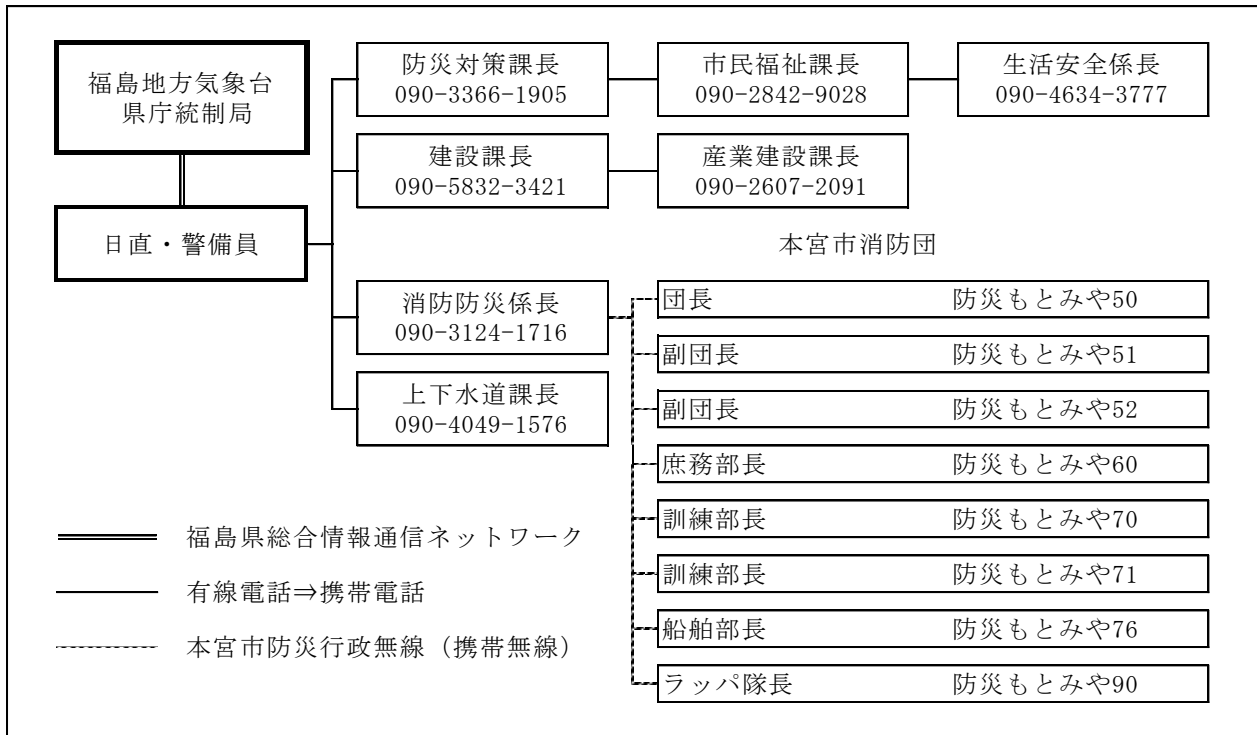 福島地方気象台
県庁統制局
日直・警備員
防災対策課長
090-3366-1905
市民福祉課長
090-2842-9028
生活安全係長
090-4634-3777
建設課長
090-5832-3421
産業建設課長
090-2607-2091
消防防災係長
090-3124-1716
上下水道課長
090-4049-1576
本宮市消防団
団長 防災もとみや50
副団長 防災もとみや51
副団長 防災もとみや52
庶務部長 防災もとみや60
訓練部長 防災もとみや70
訓練部長 防災もとみや71
船舶部長 防災もとみや76
ラッパ隊長 防災もとみや90
福島県総合情報通信ネットワーク
有線電話⇒携帯電話
本宮市防災行政無線（携帯無線）